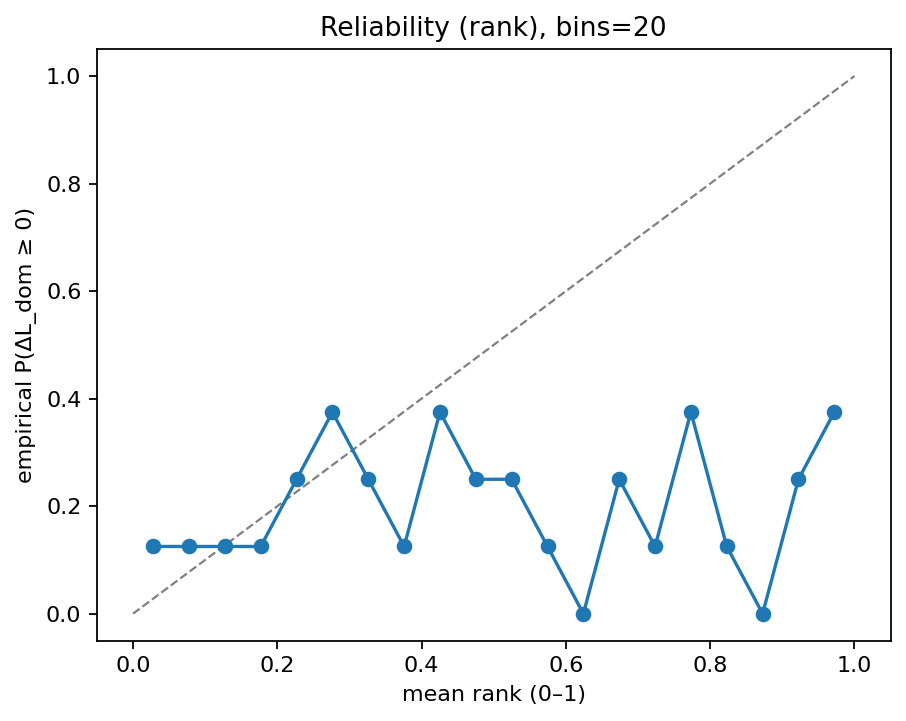 Reliability (rank), bins=20
1.0
0.8
0.6
0.4
0.2
0.0
empirical P(ΔL_dom ≥ 0)
0.0 0.2 0.4 0.6 0.8 1.0
mean rank (0–1)